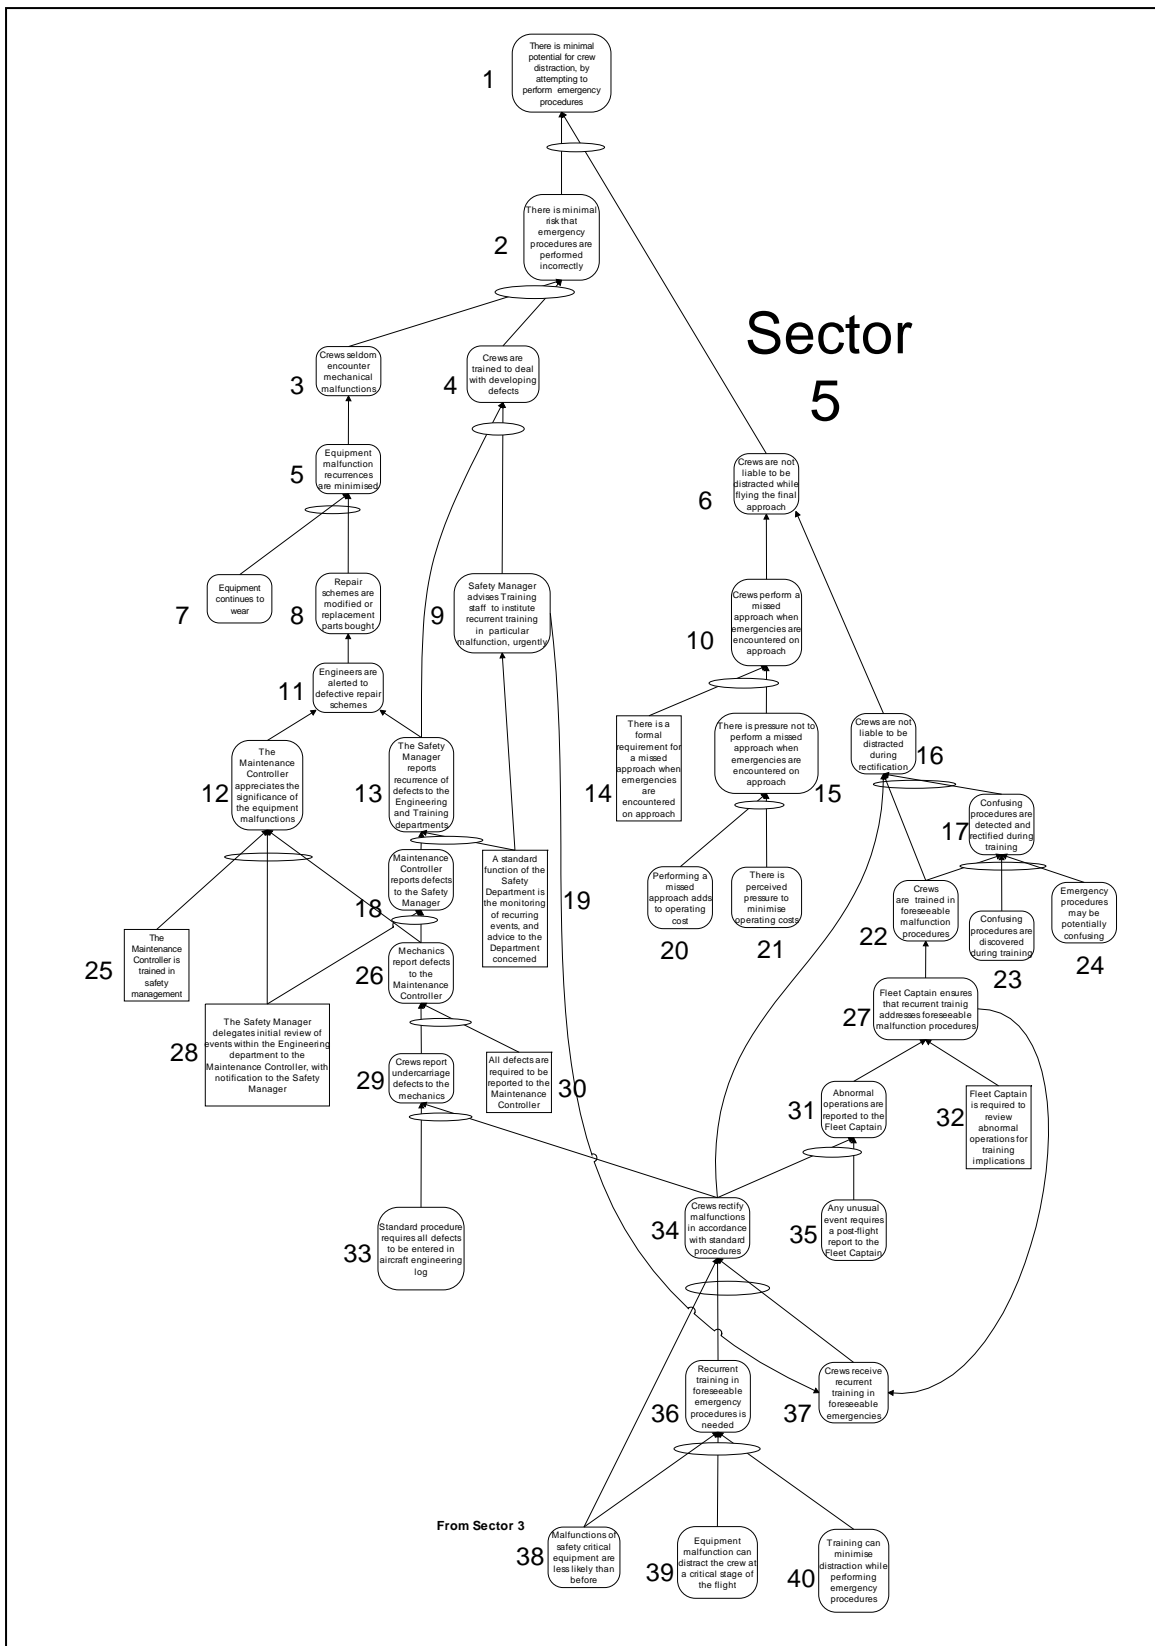 There is minimal
potential for crew
distraction, by
attempting to
perform emergency
procedures
1
There is minimal
risk that
emergency
procedures are
performed
incorrectly
2
Sector
5
Crews seldom
encounter
mechanical
malfunctions
3
Crews are
trained to deal
with developing
defects
4
Equipment
malfunction
recurrences
are minimised
5
Crews are not
liable to be
distracted while
flying the final
approach
6
Equipment
continues to
wear
7
Repair
schemes are
modified or
replacement
parts bought
8
Safety Manager
advises Training
staff to institute
recurrent training
in particular
malfunction, urgently
9
Crews perform a
missed
approach when
emergencies are
encountered on
approach
10
Engineers are
alerted to
defective repair
schemes
11
The
Maintenance
Controller
appreciates the
significance of
the equipment
malfunctions
12
The Safety
Manager
reports
recurrence of
defects to the
Engineering
and Training
departments
13
There is a
formal
requirement for
a missed
approach when
emergencies
are
encountered
on approach
14
There is pressure not to
perform a missed
approach when
emergencies are
encountered on
approach
15
Crews are not
liable to be
distracted
during
rectification
16
Confusing
procedures are
detected and
rectified during
training
17
Maintenance
Controller
reports defects
to the Safety
Manager
18
A standard
function of the
Safety
Department is
the monitoring
of recurring
events, and
advice to the
Department
concerned
19
Performing a
missed
approach adds
to operating
cost
20
There is
perceived
pressure to
minimise
operating costs
21
Crews
are trained in
foreseeable
malfunction
procedures
22
Confusing
procedures are
discovered
during training
23
Emergency
procedures
may be
potentially
confusing
24
The
Maintenance
Controller is
trained in
safety
management
25
Mechanics
report defects
to the
Maintenance
Controller
26
Fleet Captain ensures
that recurrent trainig
addresses foreseeable
malfunction procedures
27
The Safety Manager
delegates initial review of
events within the Engineering
department to the
Maintenance Controller, with
notification to the Safety
Manager
28
Crews report
undercarriage
defects to the
mechanics
29
All defects are
required to be
reported to the
Maintenance
Controller
30
Abnormal
operations are
reported to the
Fleet Captain
31
Fleet Captain
is required to
review
abnormal
operations for
training
implications
32
Standard procedure
requires all defects
to be entered in
aircraft engineering
log
33
Crews rectify
malfunctions
in accordance
with standard
procedures
34
Any unusual
event requires
a post-flight
report to the
Fleet Captain
35
Recurrent
training in
foreseeable
emergency
procedures is
needed
36
Crews receive
recurrent
training in
foreseeable
emergencies
37
From Sector 3
Malfunctions of
safety critical
equipment are
less likely than
before
38
Equipment
malfunction can
distract the crew at
a critical stage of
the flight
39
Training can
minimise
distraction while
performing
emergency
procedures
40